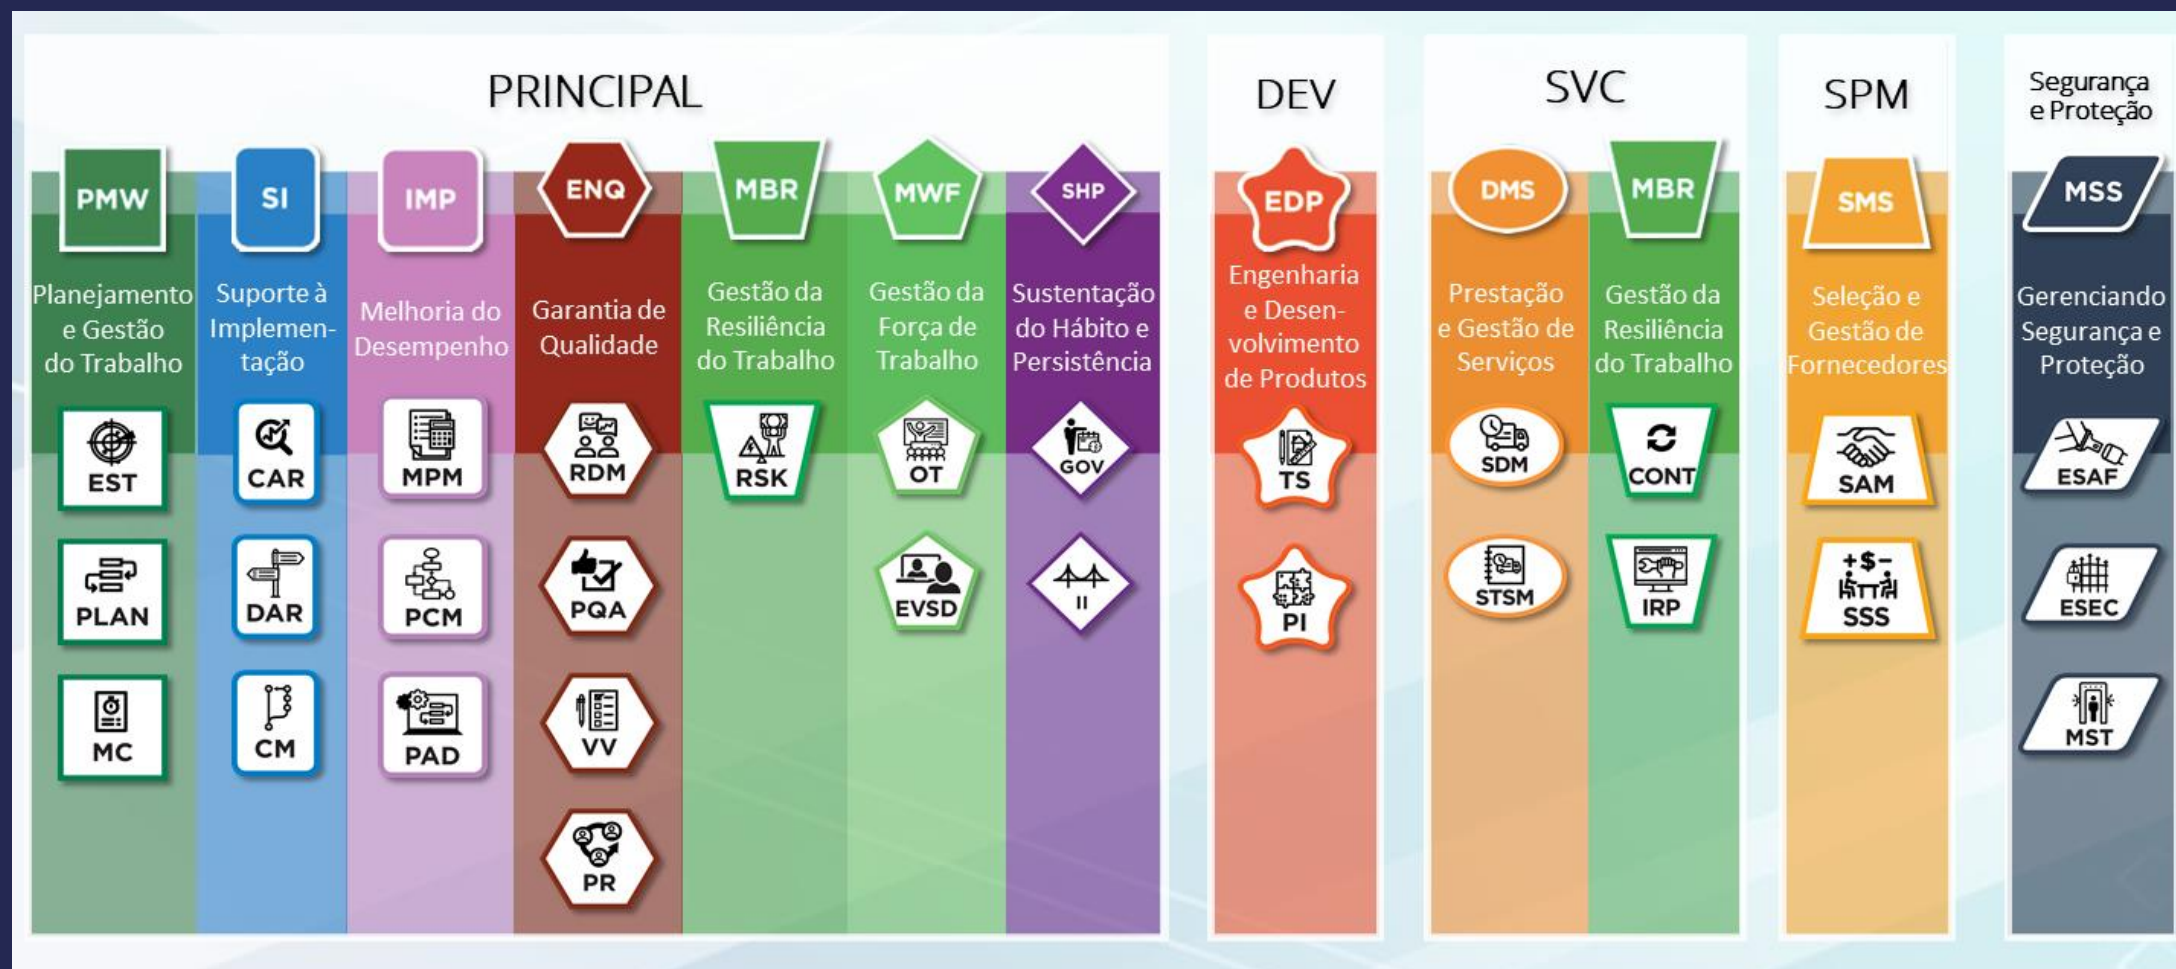 PRINCIPAL
PMW
Planejamento
e Gestão
do Trabalho
EST
PLAN
MC
SI
Suporte à
Implemen-
tação
CAR
DAR
CM
IMP
Melhoria do
Desempenho
MPM
PCM
PAD
ENQ
Garantia de
Qualidade
RDM
PQA
VV
PR
MBR
Gestão da
Resiliência
do Trabalho
RSK
MWF
Gestão da
Força de
Trabalho
OT
EVSD
SHP
Sustentação
do Hábito e
Persistência
GOV
II
DEV
EDP
Engenharia
e Desen-
volvimento
de Produtos
TS
PI
SVC
DMS
Prestação
e Gestão de
Serviços
SDM
STSM
MBR
Gestão da
Resiliência
do Trabalho
CONT
IRP
SPM
SMS
Seleção e
Gestão de
Fornecedores
SAM
+$-
SSS
Segurança
e Proteção
MSS
Gerenciando
Segurança e
Proteção
ESAF
ESEC
MST